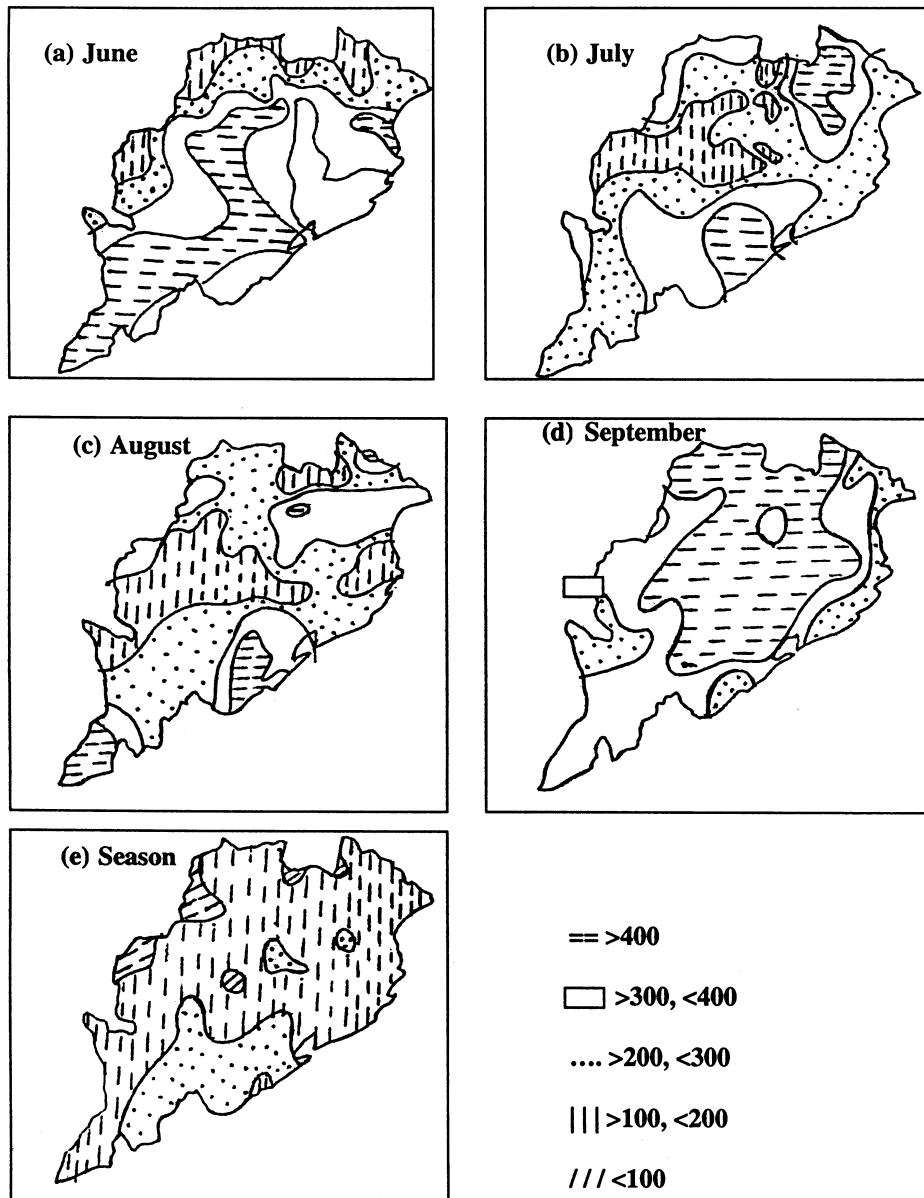 (a) June
(b) July
(c) August
(d) September
(e) Season
== >400
>300, <400
.... >200, <300
||| >100, <200
/ / / <100